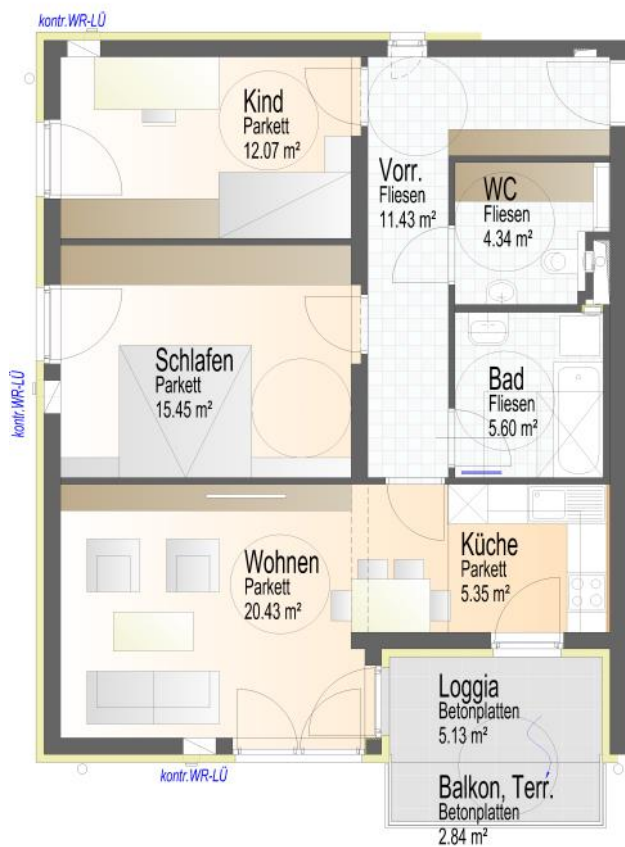 kontr.WR-LÜ
Kind
Parkett
12.07 m²
Vorr.
Fliesen
11.43 m²
WC
Fliesen
4.34 m²
Schlafen
Parkett
15.45 m²
kontr.WR-LÜ
Bad
Fliesen
5.60 m²
Wohnen
Parkett
20.43 m²
Küche
Parkett
5.35 m²
Loggia
Betonplatten
5.13 m²
kontr.WR-LÜ
Balkon, Terr.
Betonplatten
2.84 m²